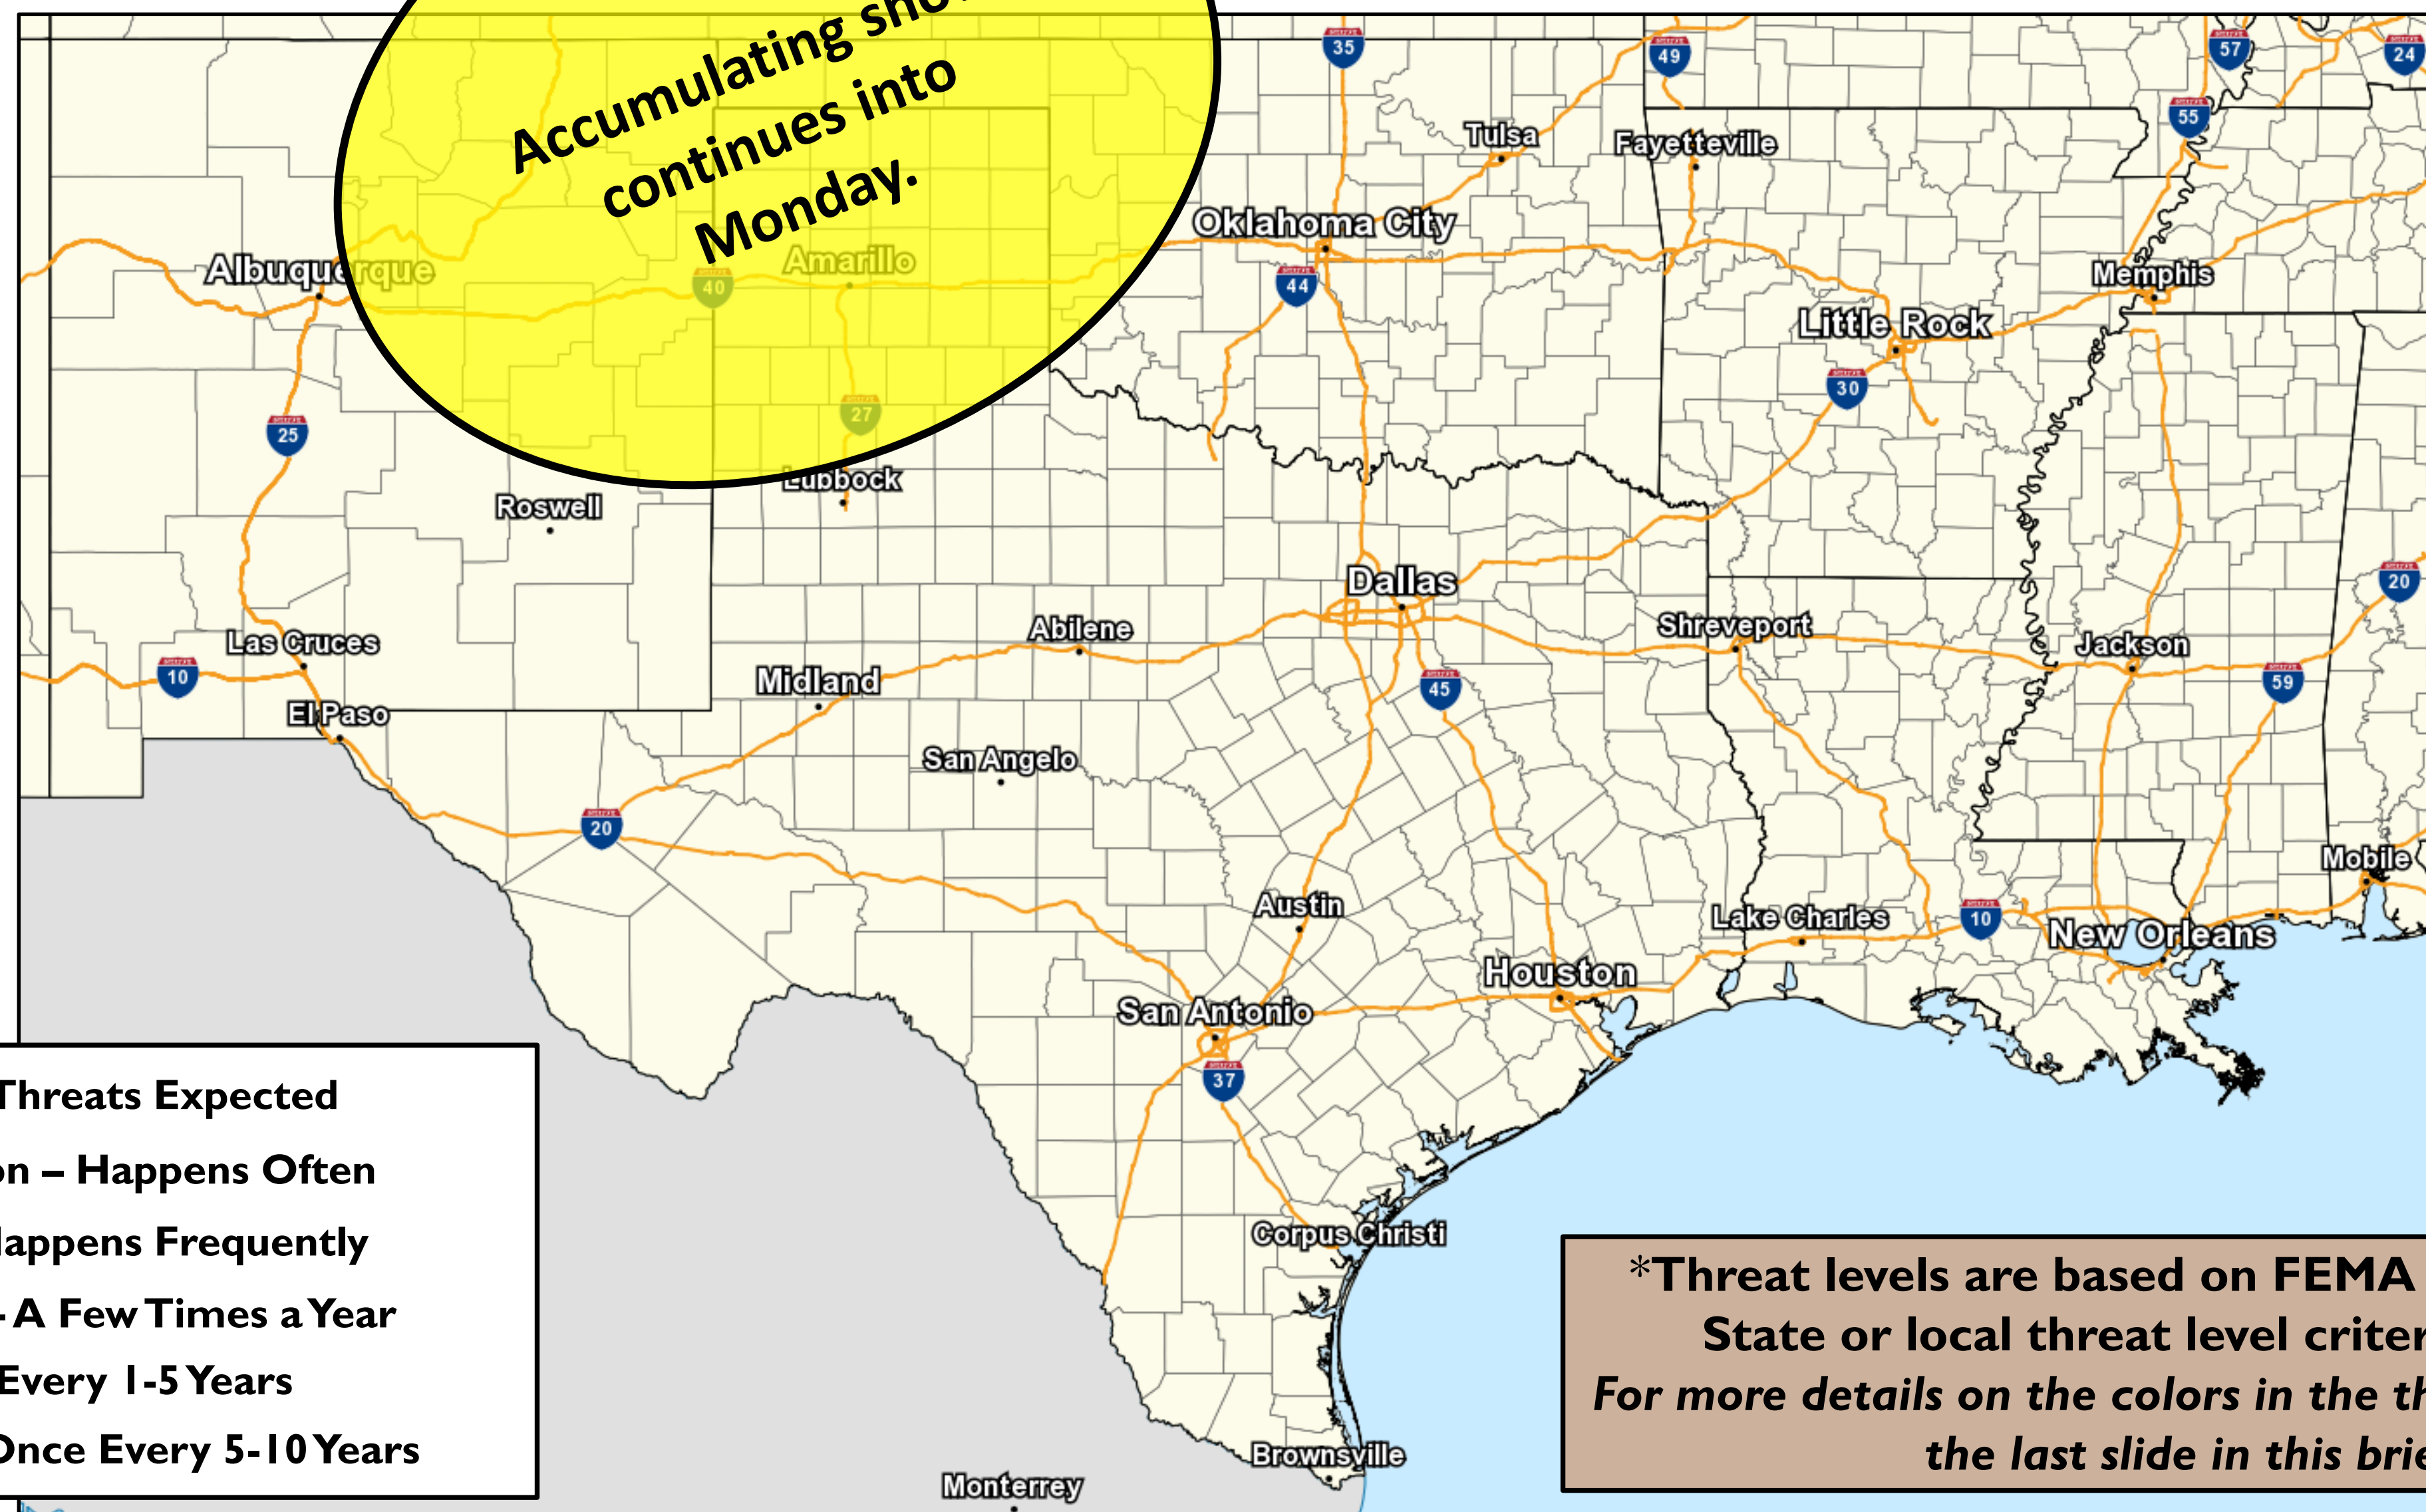 Accumulating
continues into
Monday.
35
49
57
24
55
Tulsa
Fayetteville
Oklahoma City
Albuquerque
Amarillo
40
44
Memphis
Little Rock
30
27
25
Lubbock
Roswell
Dallas
20
Las Cruces
Abilene
Shreveport
Jackson
10
Midland
45
59
El Paso
San Angelo
20
Mobile
Austin
Lake Charles
10
New Orleans
Houston
San Antonio
37
Corpus Christi
Brownsville
Monterrey
Threats Expected
– Happens Often
Happens Frequently
- A Few Times a Year
Every 1-5 Years
Once Every 5-10 Years
*Threat levels are based on FEMA
State or local threat level
For more details on the colors in the
the last slide in this